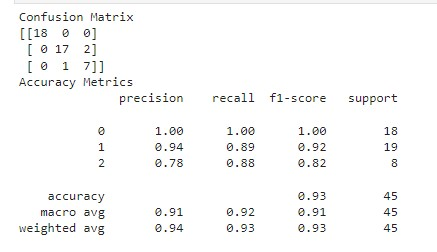 Confusion Matrix
[[18 0 0]
[ 0 17 2]
[ 0 1 7]]
Accuracy Metrics
precision recall f1-score support
0 1.00 1.00 1.00 18
1 0.94 0.89 0.92 19
2 0.78 0.88 0.82 8
accuracy 0.93 45
macro avg 0.91 0.92 0.91 45
weighted avg 0.94 0.93 0.93 45